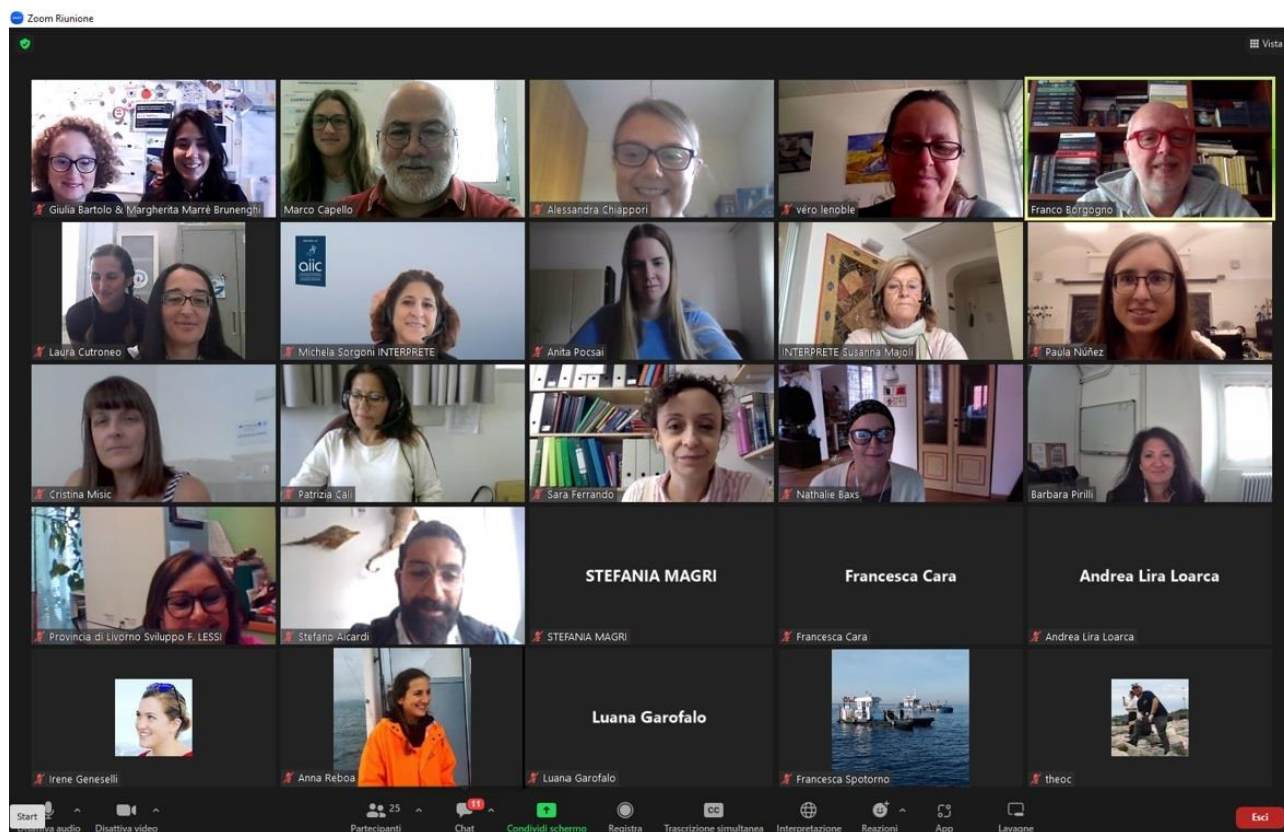 Zoom Riunione
Vista
Giulia Bartolo & Margherita Marrè Brunenghi
Marco Capello
Alessandra Chiappori
véro lenoble
Franco Borgogno
Laura Cutroneo
aiic
Michela Sorgoni INTERPRETE
Anita Pocsai
INTERPRETE Susanna Majoli
Paula Núñez
Cristina Misic
Patrizia Calì
Sara Ferrando
Nathalie Baxs
Barbara Pirilli
Provincia di Livorno Sviluppo F. LESSI
Stefano Aicardi
STEFANIA MAGRI
STEFANIA MAGRI
Francesca Cara
Francesca Cara
Andrea Lira Loarca
Andrea Lira Loarca
Irene Geneselli
Anna Reboa
Luana Garofalo
Luana Garofalo
Francesca Spotorno
theoc
Start
Disattiva audio
Disattiva video
25
Partecipanti
11
Chat
Condividi schermo
Registra
CC
Trascrizione simultanea
Interpretazione
Reazioni
App
Lavagne
Esci